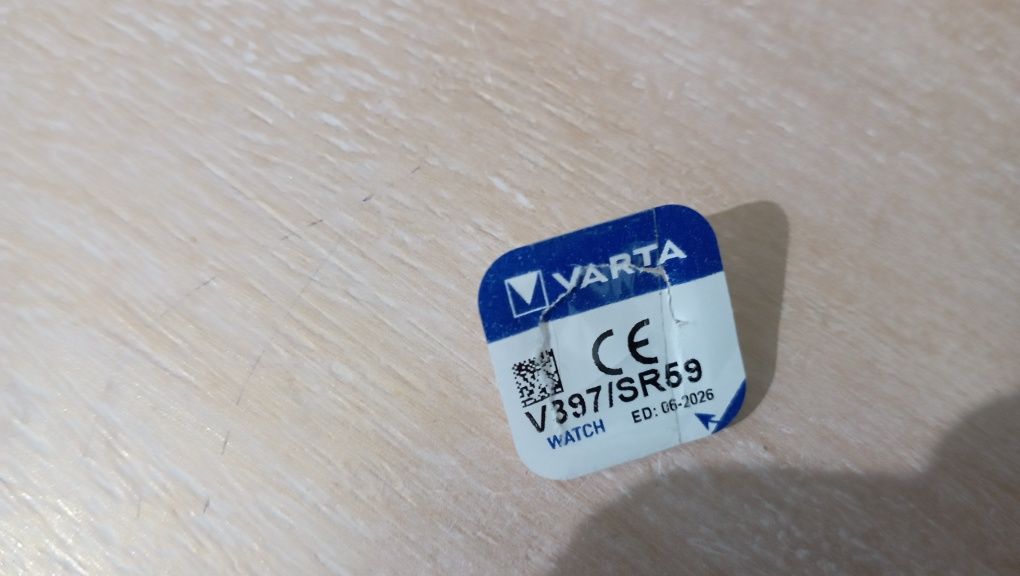 VARTA
CE
V397/SR59
WATCH ED: 06-2026